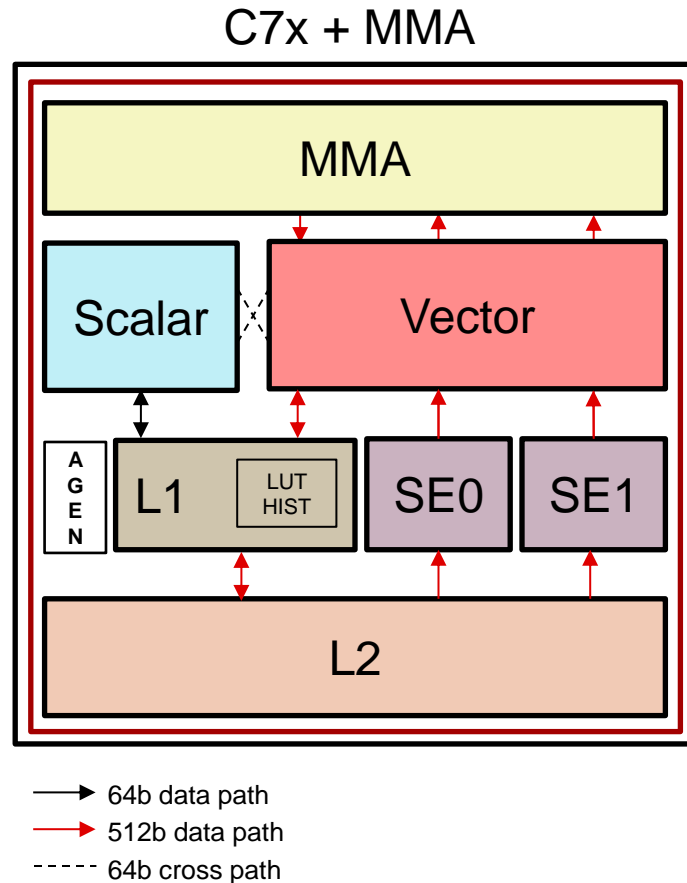 C7x + MMA
MMA
Scalar
Vector
A
G
E
N
L1
LUT
HIST
SE0
SE1
L2
64b data path
512b data path
64b cross path